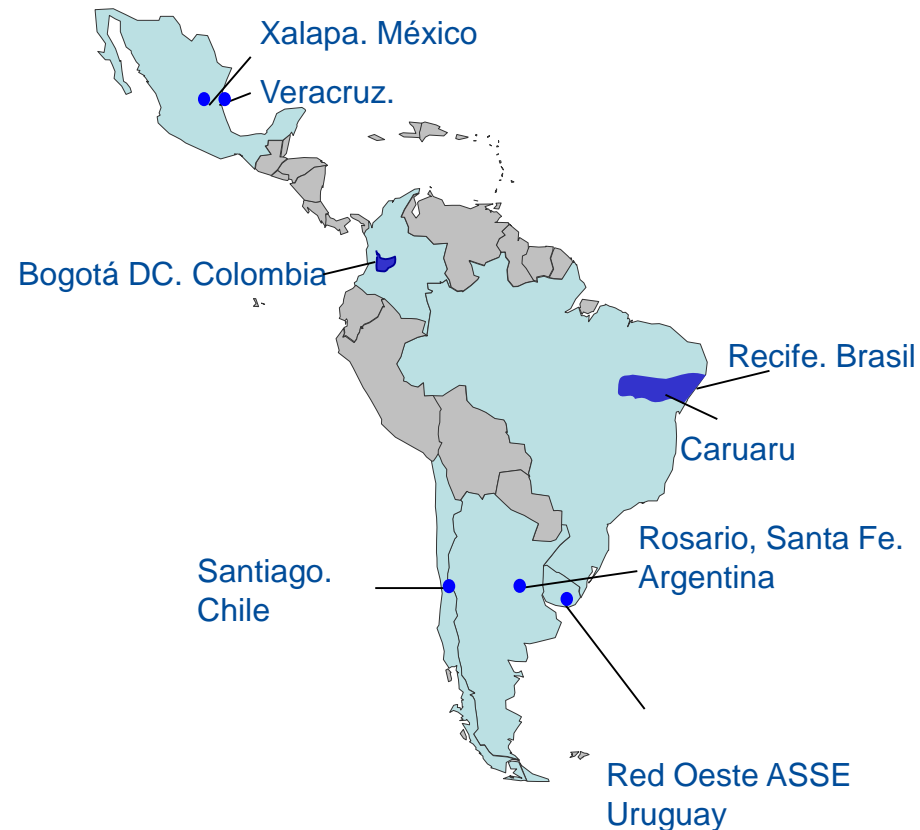 Xalapa. México
Veracruz.
Bogotá DC. Colombia
Recife. Brasil
Caruaru
Rosario, Santa Fe.
Argentina
Santiago.
Chile
Red Oeste ASSE
Uruguay